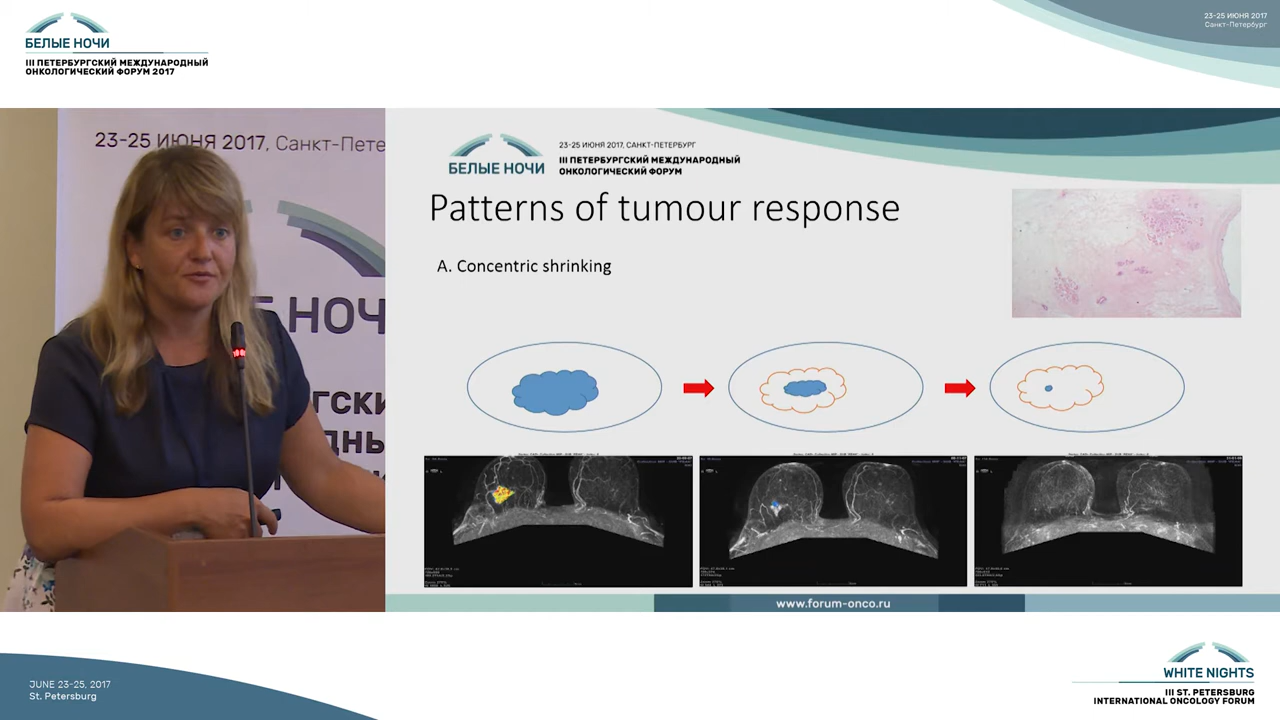 БЕЛЫЕ НОЧИ
III ПЕТЕРБУРГСКИЙ МЕЖДУНАРОДНЫЙ
ОНКОЛОГИЧЕСКИЙ ФОРУМ 2017
23-25 ИЮНЯ 2017
Санкт-Петербург
23-25 ИЮНЯ 2017, Санкт-Пете
НОЧ
ГСКИ
ДНЫ
БЕЛЫЕ НОЧИ
23-25 ИЮНЯ 2017, САНКТ-ПЕТЕРБУРГ
III ПЕТЕРБУРГСКИЙ МЕЖДУНАРОДНЫЙ
ОНКОЛОГИЧЕСКИЙ ФОРУМ
Patterns of tumour response
A. Concentric shrinking
www.forum-onco.ru
JUNE 23-25, 2017
St. Petersburg
WHITE NIGHTS
III ST. PETERSBURG
INTERNATIONAL ONCOLOGY FORUM